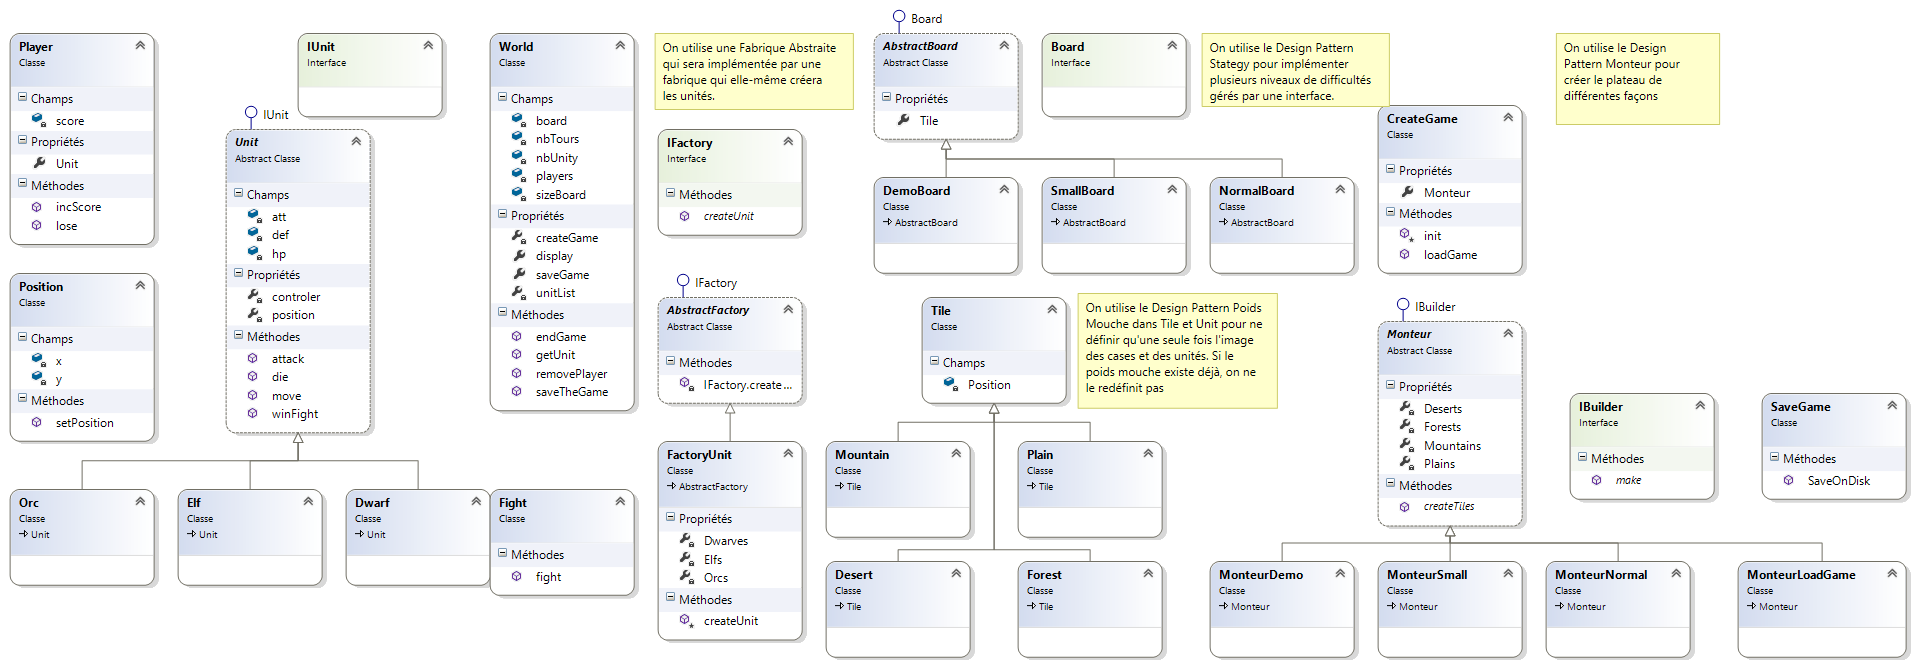 Player
Classe
Champs
score
Propriétés
Unit
Méthodes
incScore
lose
Position
Classe
Champs
x
y
Méthodes
setPosition
IUnit
Interface
IUnit
Unit
Abstract Classe
Champs
att
def
hp
Propriétés
controler
position
Méthodes
attack
die
move
winFight
Orc
Classe
Unit
Elf
Classe
Unit
Dwarf
Classe
Unit
World
Classe
Champs
board
nbTours
nbUnity
players
sizeBoard
Propriétés
createGame
display
saveGame
unitList
Méthodes
endGame
getUnit
removePlayer
saveTheGame
Fight
Classe
Méthodes
fight
On utilise une Fabrique Abstraite
qui sera implémentée par une
fabrique qui elle-même créera
les unités.
IFactory
Interface
Méthodes
createUnit
IFactory
AbstractFactory
Abstract Classe
Méthodes
IFactory.create...
FactoryUnit
Classe
AbstractFactory
Propriétés
Dwarves
Elfs
Orcs
Méthodes
createUnit
Board
AbstractBoard
Abstract Classe
Propriétés
Tile
Board
Interface
On utilise le Design Pattern
Stategy pour implémenter
plusieurs niveaux de difficultés
gérés par une interface.
DemoBoard
Classe
AbstractBoard
SmallBoard
Classe
AbstractBoard
NormalBoard
Classe
AbstractBoard
Tile
Classe
Champs
Position
On utilise le Design Pattern Poids
Mouche dans Tile et Unit pour ne
définir qu'une seule fois l'image
des cases et des unités. Si le
poids mouche existe déjà, on ne
le redéfinit pas
Mountain
Classe
Tile
Plain
Classe
Tile
Desert
Classe
Tile
Forest
Classe
Tile
On utilise le Design
Pattern Monteur pour
créer le plateau de
différentes façons
CreateGame
Classe
Propriétés
Monteur
Méthodes
init
loadGame
IBuilder
Monteur
Abstract Classe
Propriétés
Deserts
Forests
Mountains
Plains
Méthodes
createTiles
IBuilder
Interface
Méthodes
make
SaveGame
Classe
Méthodes
SaveOnDisk
MonteurDemo
Classe
Monteur
MonteurSmall
Classe
Monteur
MonteurNormal
Classe
Monteur
MonteurLoadGame
Classe
Monteur